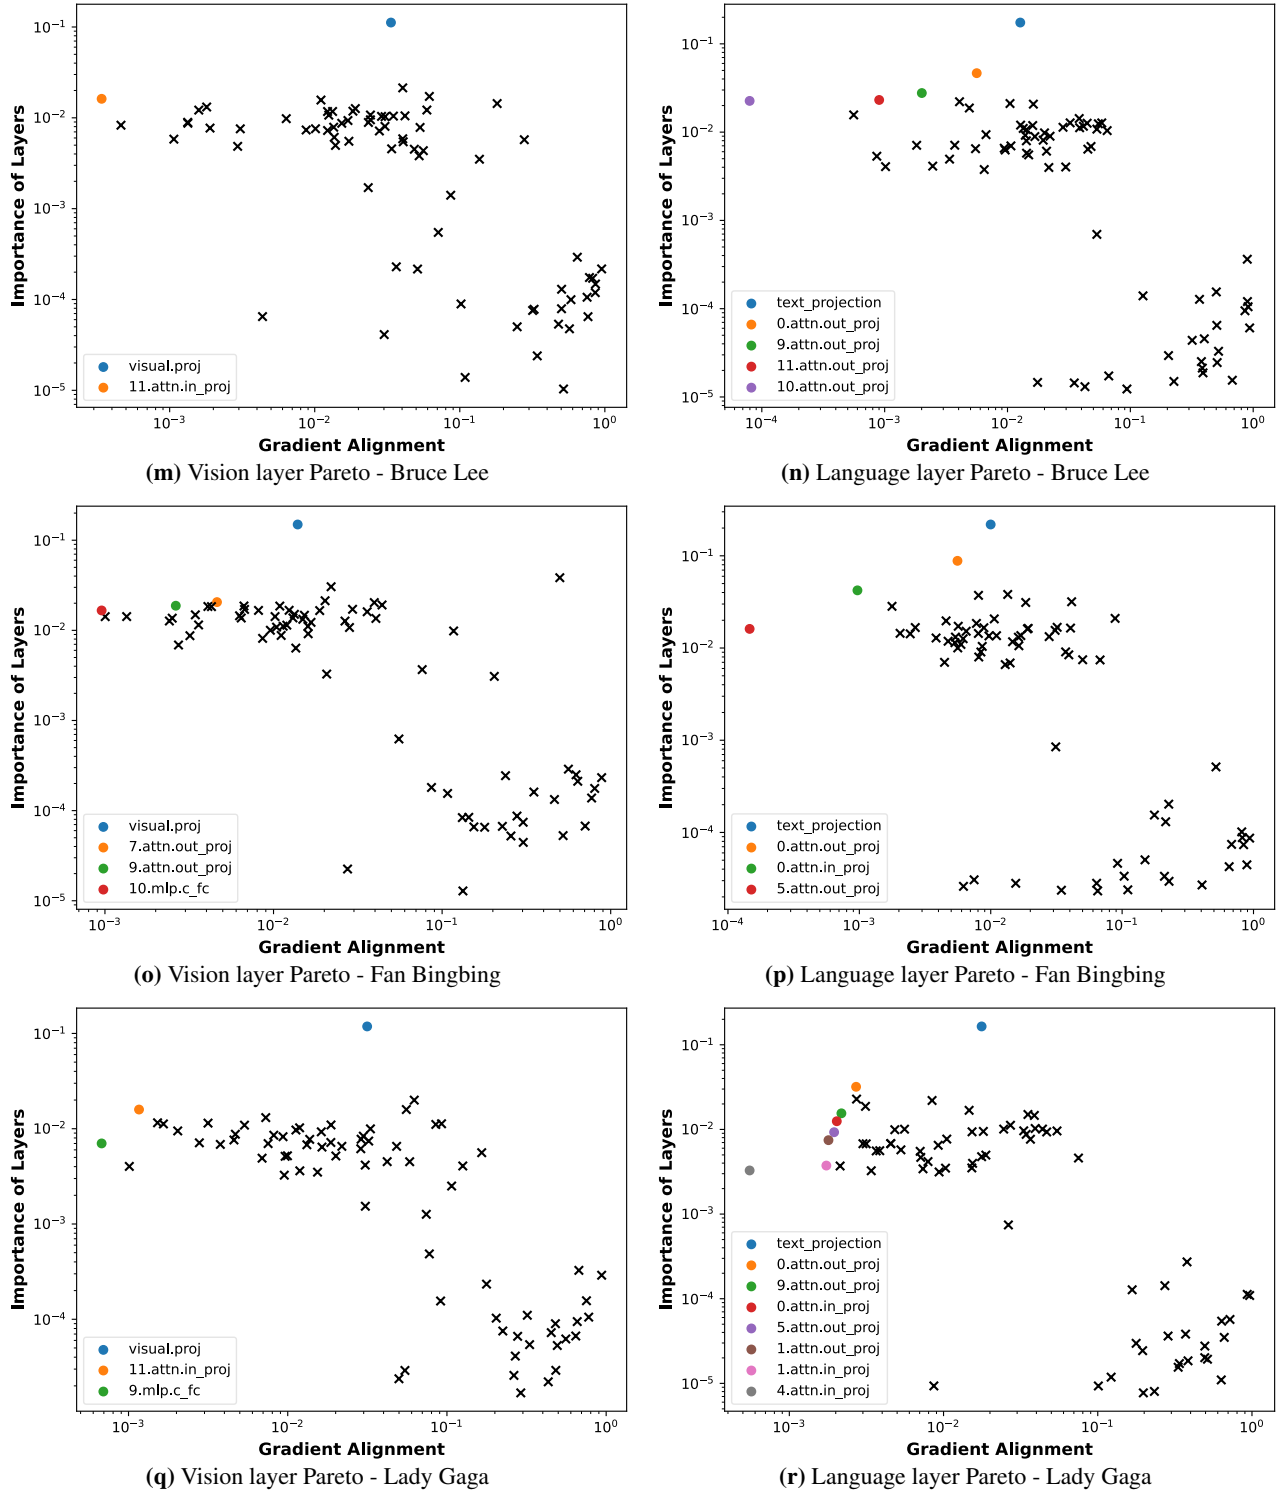 10⁻¹
10⁻²
10⁻³
10⁻⁴
10⁻⁵
Importance of Layers
visual.proj
11.attn.in_proj
10⁻³
10⁻²
10⁻¹
10⁰
Gradient Alignment
(m) Vision layer Pareto - Bruce Lee
10⁻¹
10⁻²
10⁻³
10⁻⁴
10⁻⁵
Importance of Layers
text_projection
0.attn.out_proj
9.attn.out_proj
11.attn.out_proj
10.attn.out_proj
10⁻⁴
10⁻³
10⁻²
10⁻¹
10⁰
Gradient Alignment
(n) Language layer Pareto - Bruce Lee
10⁻¹
10⁻²
10⁻³
10⁻⁴
10⁻⁵
Importance of Layers
visual.proj
7.attn.out_proj
9.attn.out_proj
10.mlp.c_fc
10⁻³
10⁻²
10⁻¹
10⁰
Gradient Alignment
(o) Vision layer Pareto - Fan Bingbing
10⁻¹
10⁻²
10⁻³
10⁻⁴
Importance of Layers
text_projection
0.attn.out_proj
0.attn.in_proj
5.attn.out_proj
10⁻⁴
10⁻³
10⁻²
10⁻¹
10⁰
Gradient Alignment
(p) Language layer Pareto - Fan Bingbing
10⁻¹
10⁻²
10⁻³
10⁻⁴
Importance of Layers
visual.proj
11.attn.in_proj
9.mlp.c_fc
10⁻³
10⁻²
10⁻¹
10⁰
Gradient Alignment
(q) Vision layer Pareto - Lady Gaga
10⁻¹
10⁻²
10⁻³
10⁻⁴
10⁻⁵
Importance of Layers
text_projection
0.attn.out_proj
9.attn.out_proj
0.attn.in_proj
5.attn.out_proj
1.attn.out_proj
1.attn.in_proj
4.attn.in_proj
10⁻³
10⁻²
10⁻¹
10⁰
Gradient Alignment
(r) Language layer Pareto - Lady Gaga